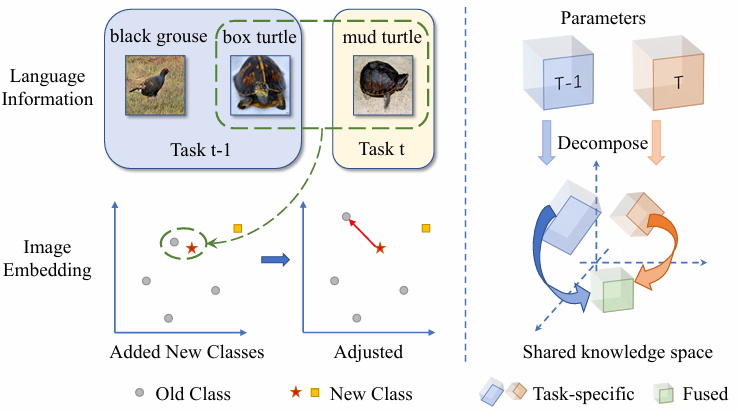 black grouse
box turtle
mud turtle
Language
Information
Task t-1
Task t
Image
Embedding
Added New Classes
Adjusted
Old Class
New Class
Parameters
T-1
T
Decompose
Shared knowledge space
Task-specific
Fused